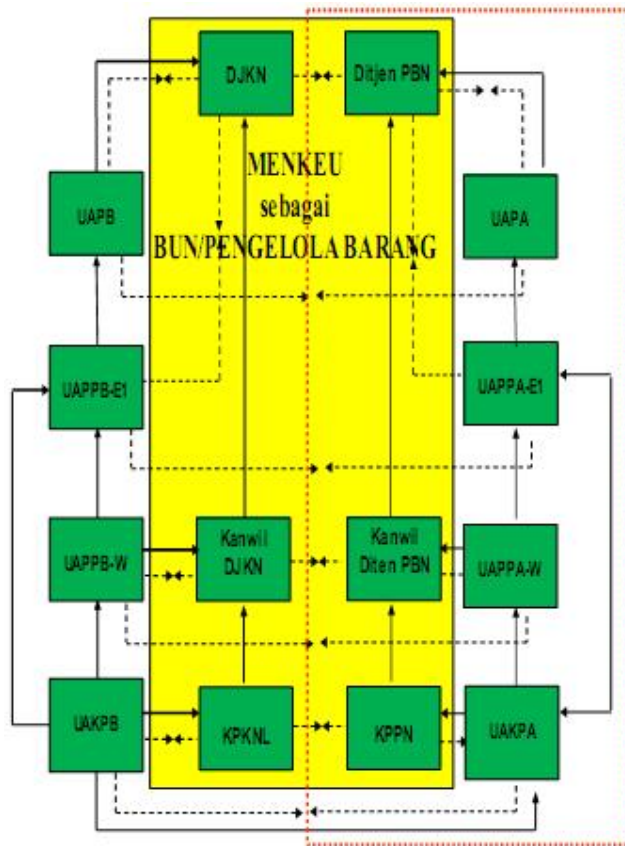 DJKN
Ditjen PBN
MENKEU
sebagai
BUN/PENGELOLA BARANG
UAPB
UAPA
UAPPB-E1
UAPPA-E1
UAPPB-W
Kanwil
DJKN
Kanwil
Diten PBN
UAPPA-W
UAKPB
KPKNL
KPPN
UAKPA